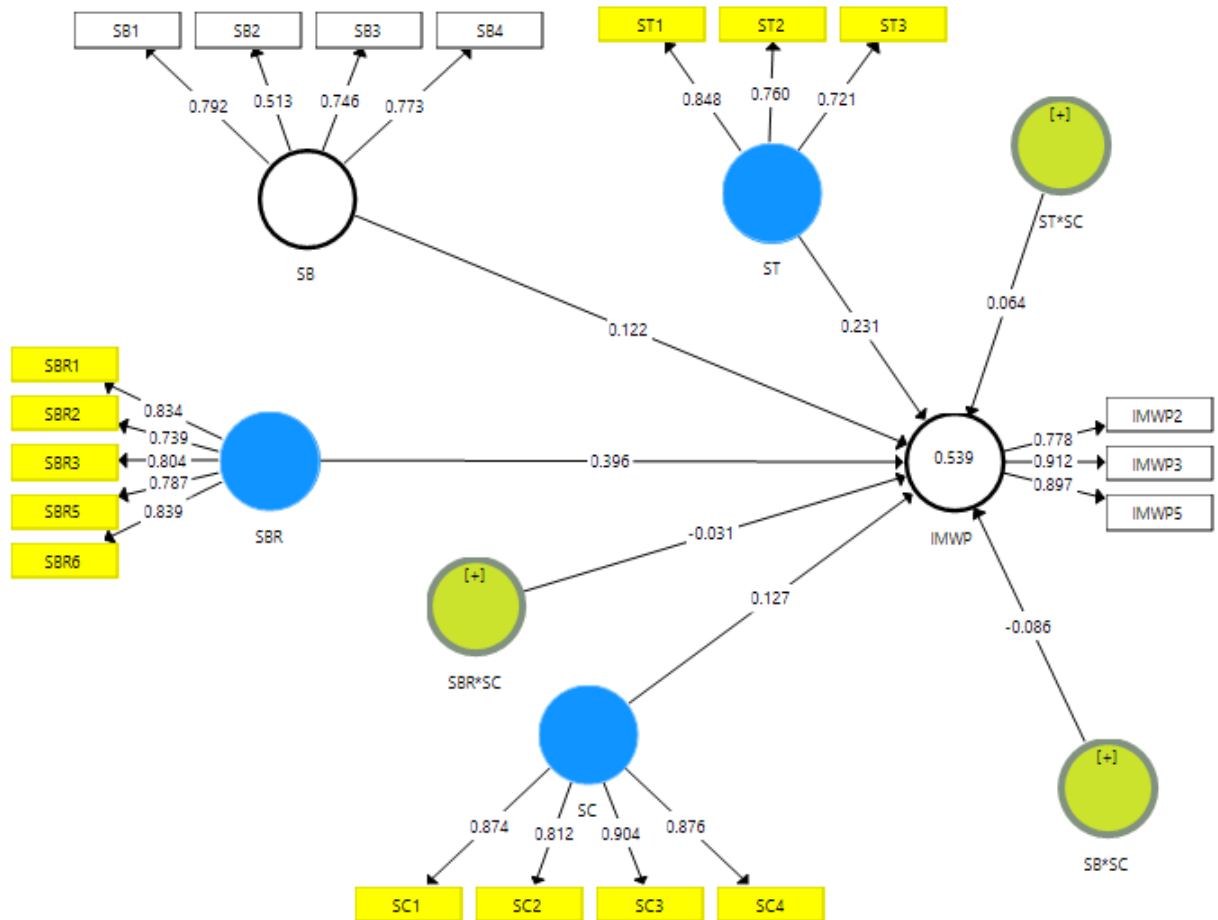 SB1
SB2
SB3
SB4
ST1
ST2
ST3
0.792
0.513
0.746
0.773
0.848
0.760
0.721
[+]
SB
ST
ST*SC
0.122
0.231
0.064
SBR1
SBR2
SBR3
SBR5
SBR6
0.834
0.739
0.804
0.787
0.839
SBR
0.396
0.539
IMWP
0.778
0.912
0.897
IMWP2
IMWP3
IMWP5
-0.031
[+]
SBR*SC
0.127
-0.086
[+]
SB*SC
SC
0.874
0.812
0.904
0.876
SC1
SC2
SC3
SC4